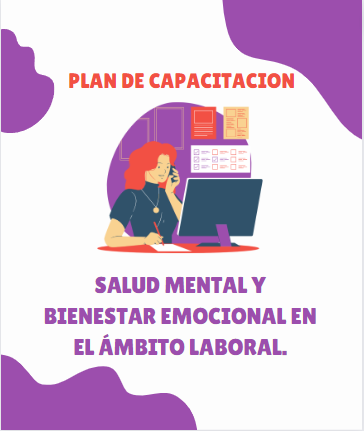 PLAN DE CAPACITACION
SALUD MENTAL Y
BIENESTAR EMOCIONAL EN
EL ÁMBITO LABORAL.